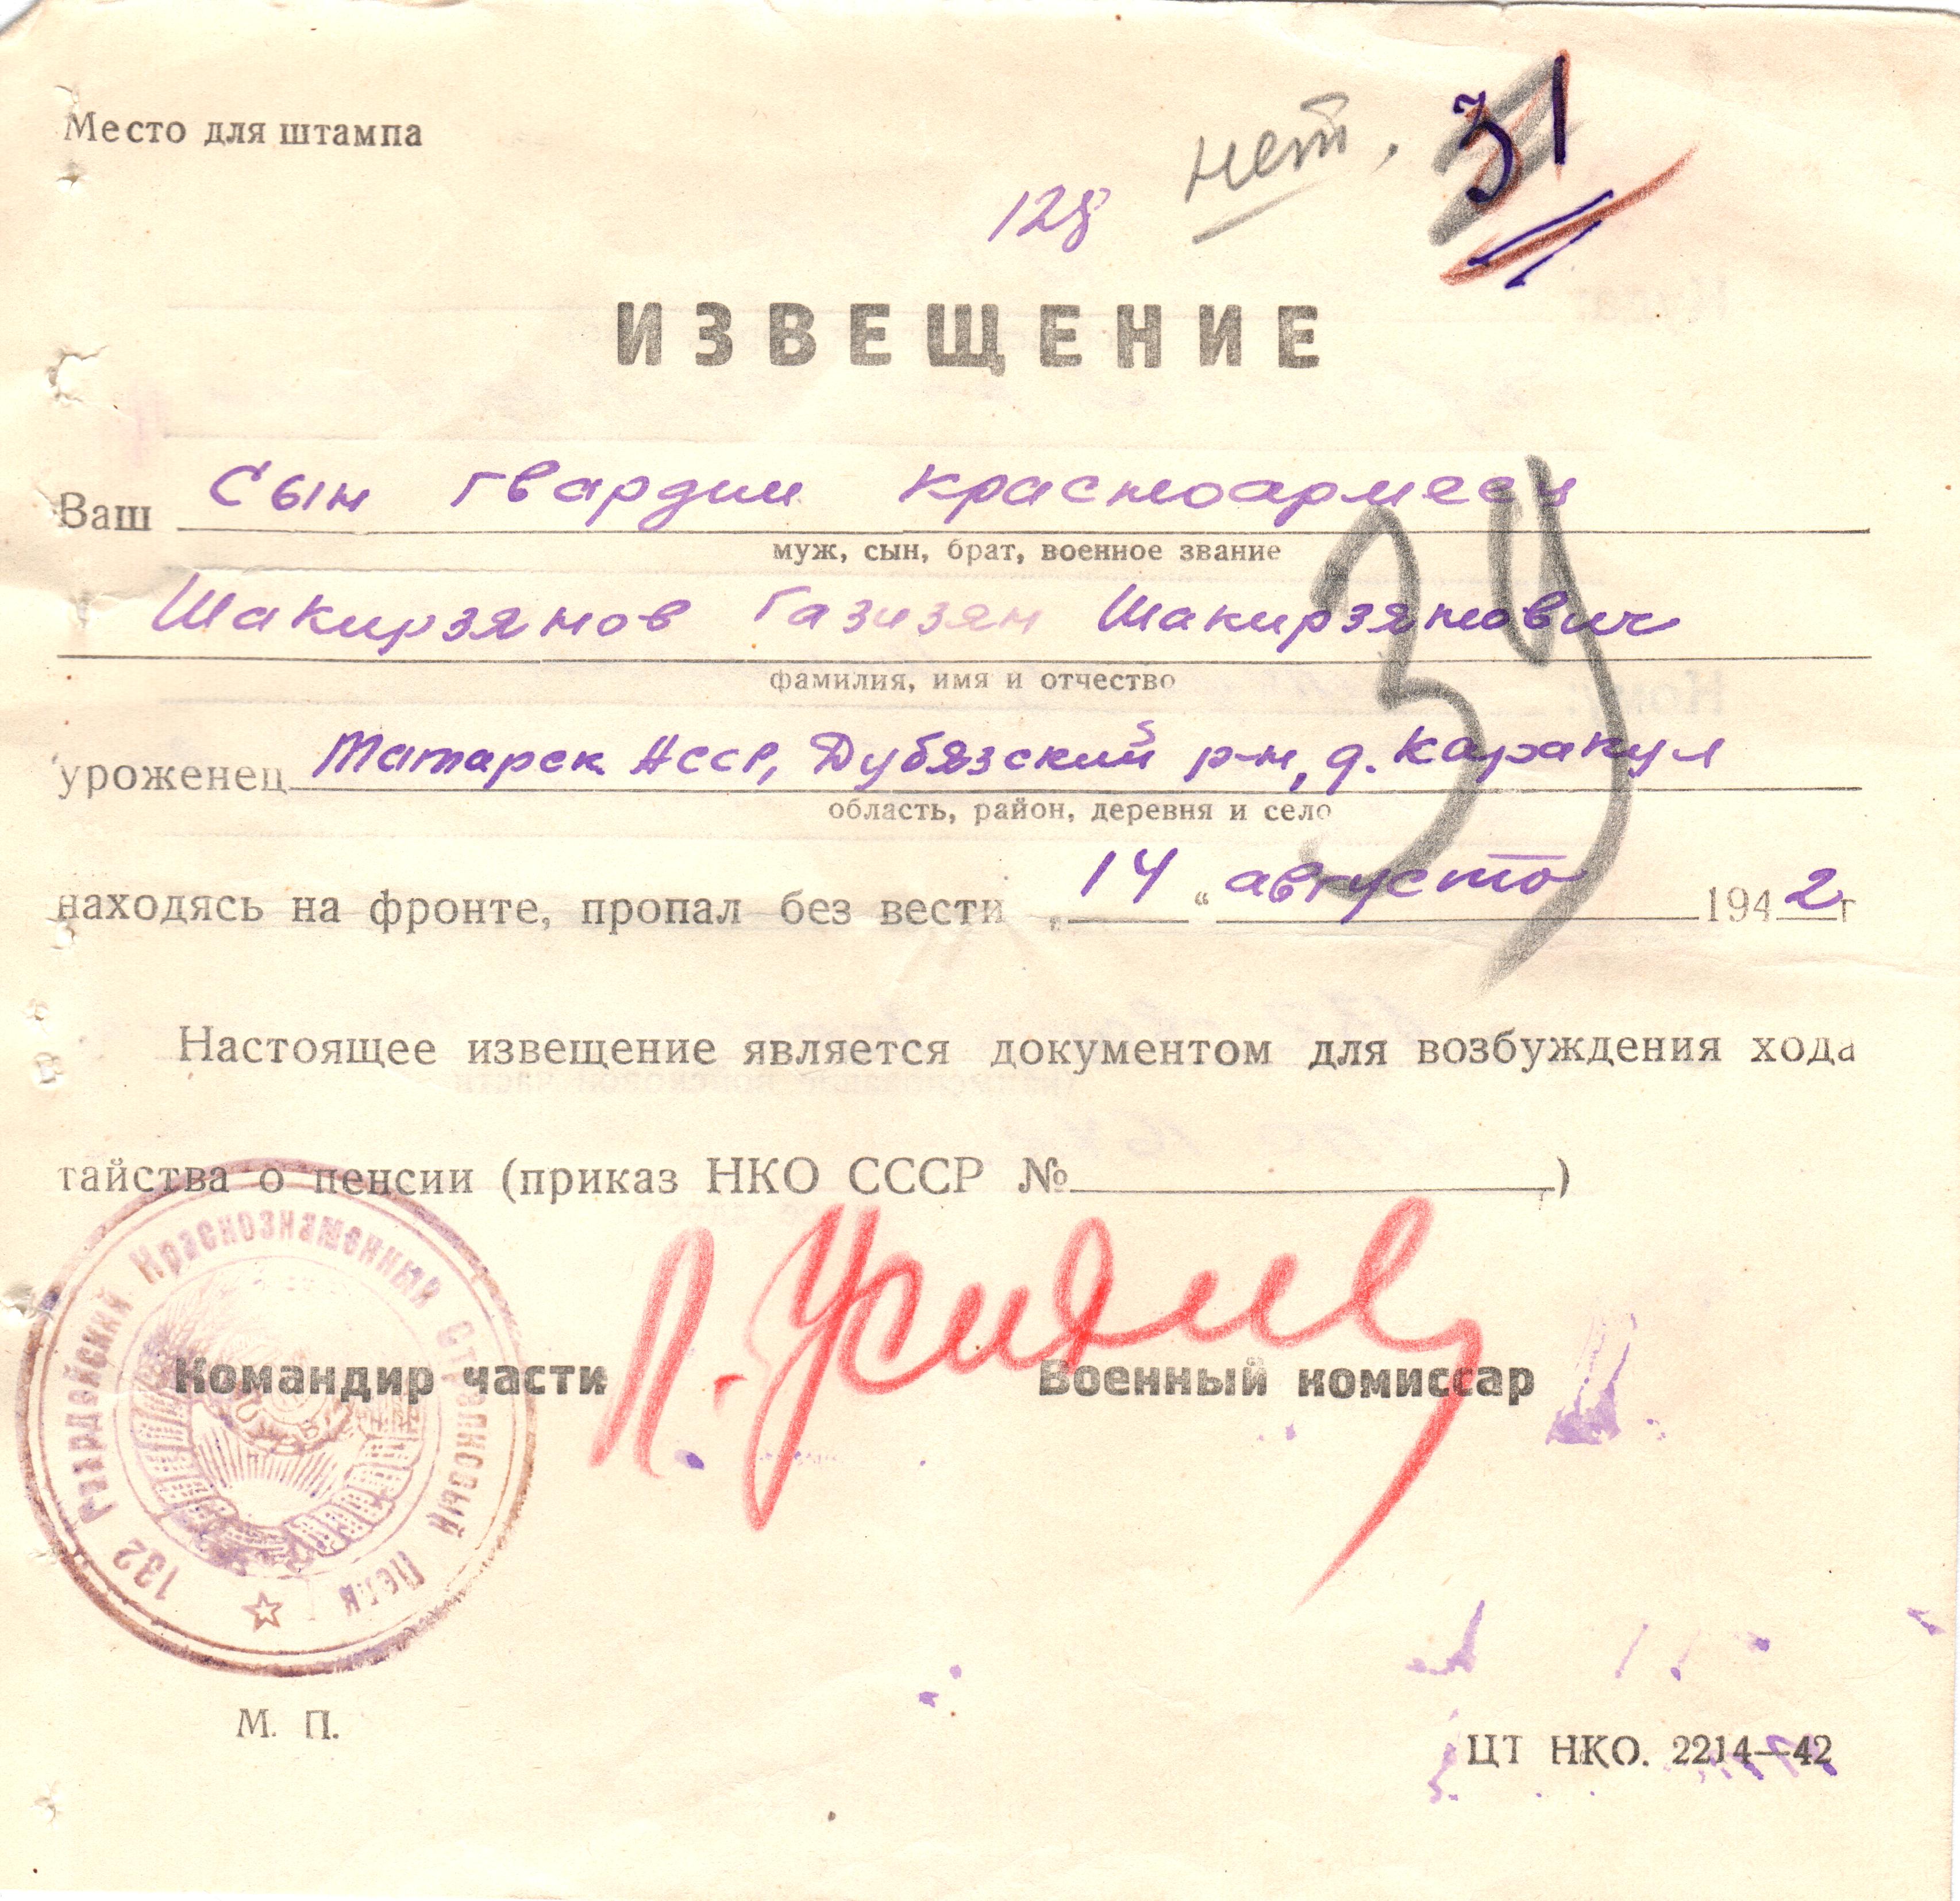 Место для штампа
нет. 31
128
ИЗВЕЩЕНИЕ
Ваш Сын гвардии красноармеец
муж, сын, брат, военное звание
Шакирзянов Газизян Шакирзянович
фамилия, имя и отчество
уроженец Татарск. АССР, Дубязский р-н, д. Каракул
область, район, деревня и село
34
находясь на фронте, пропал без вести „14“ августа 1942 г
Настоящее извещение является документом для возбуждения хода
тайства о пенсии (приказ НКО СССР № )
132 Гвардейский Краснознаменный Стрелковый Полк
Командир части Военный комиссар
М. П.
ЦТ НКО. 2214—42